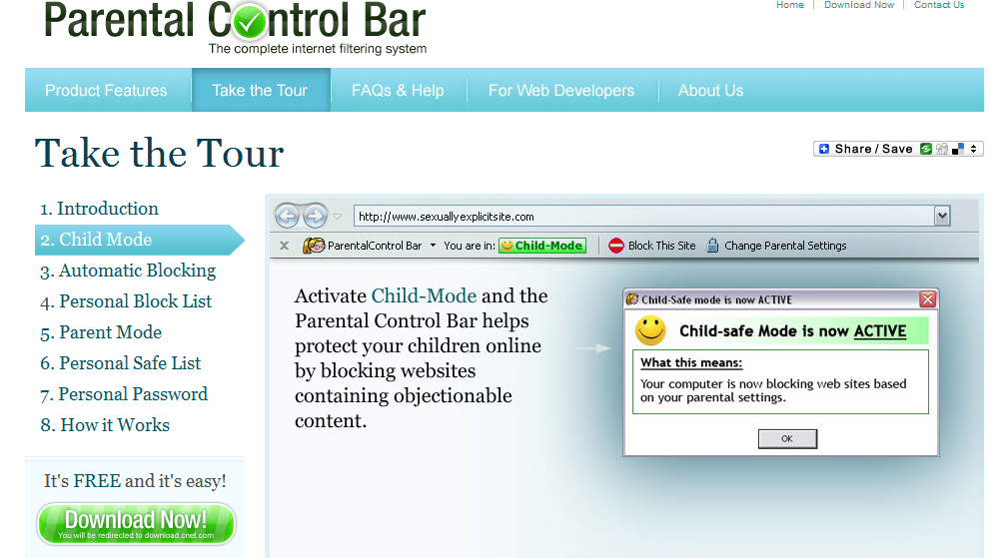 Home | Download Now | Contact Us
Parental Control Bar
The complete internet filtering system
Product Features
Take the Tour
FAQs & Help
For Web Developers
About Us
Take the Tour
Share / Save
1. Introduction
2. Child Mode
3. Automatic Blocking
4. Personal Block List
5. Parent Mode
6. Personal Safe List
7. Personal Password
8. How it Works
It's FREE and it's easy!
Download Now!
You will be redirected to download.cnet.com
http://www.sexuallyexplicitsite.com
ParentalControl Bar
You are in:
Child-Mode
Block This Site
Change Parental Settings
Activate Child-Mode and the
Parental Control Bar helps
protect your children online
by blocking websites
containing objectionable
content.
Child-Safe mode is now ACTIVE
Child-safe Mode is now ACTIVE
What this means:
Your computer is now blocking web sites based
on your parental settings.
OK